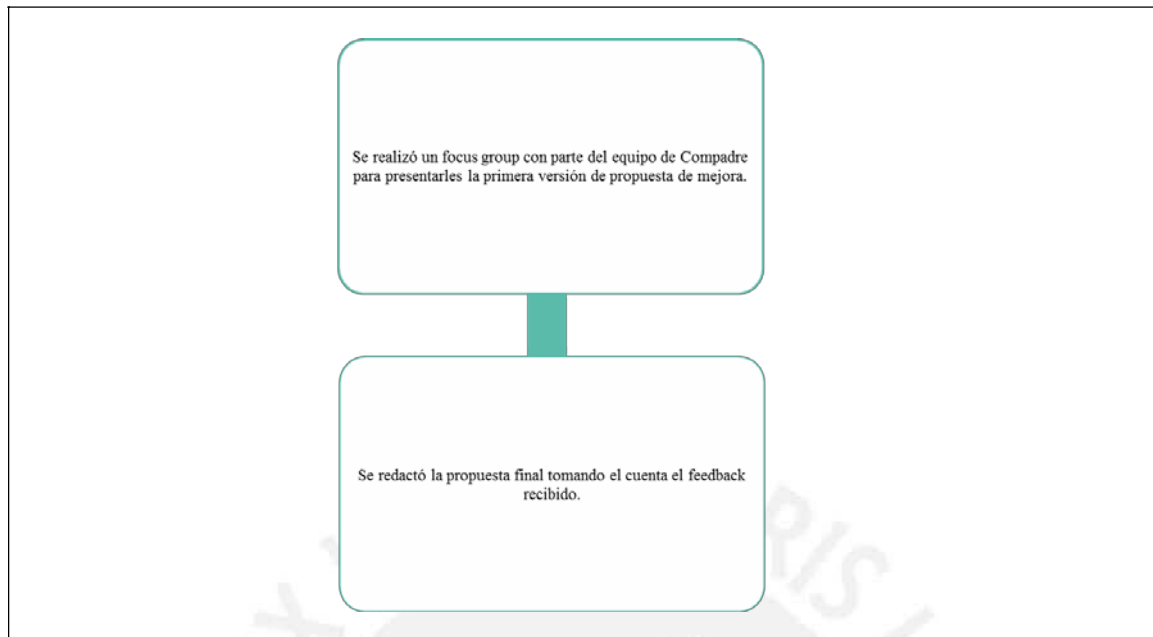 Se realizó un focus group con parte del equipo de Compadre
para presentarles la primera versión de propuesta de mejora.
Se redactó la propuesta final tomando el cuenta el feedback
recibido.
RIS